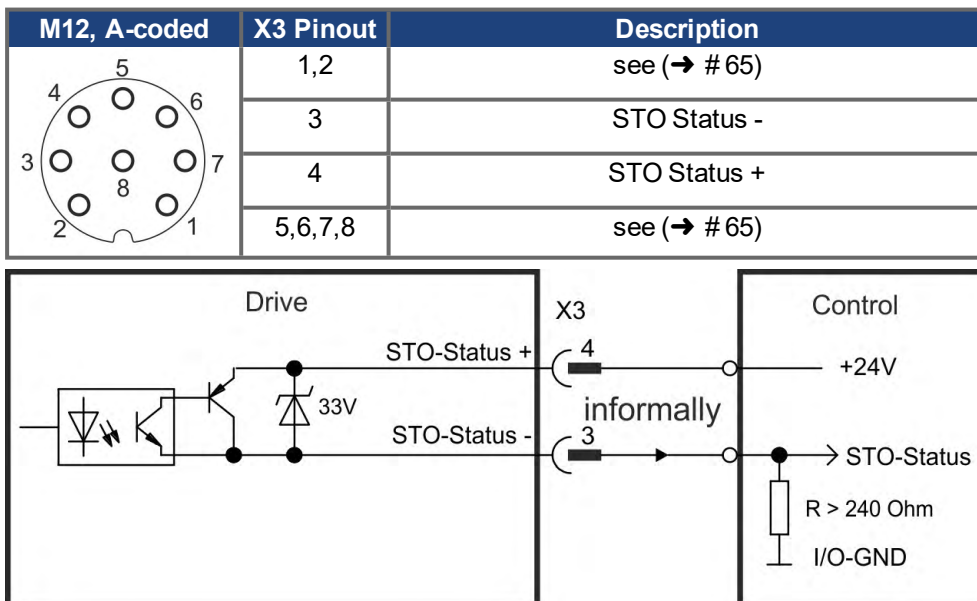 M12, A-coded X3 Pinout Description
5
4
6
3
8
7
2
1
1,2 see (➜ # 65)
3 STO Status -
4 STO Status +
5,6,7,8 see (➜ # 65)
Drive
X3
Control
STO-Status +
4
+24V
33V
informally
STO-Status -
3
STO-Status
R > 240 Ohm
I/O-GND